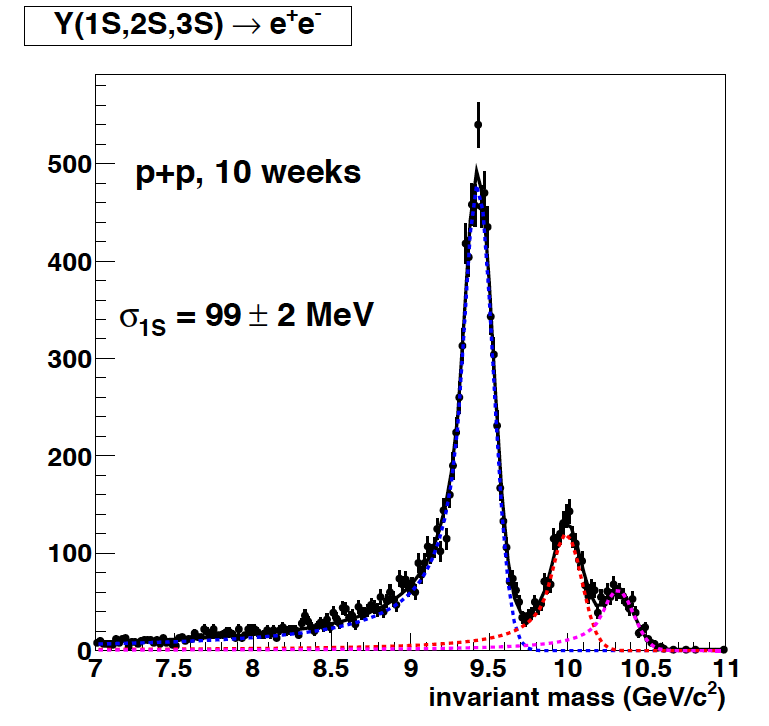 Y(1S,2S,3S) → e⁺e⁻
p+p, 10 weeks
σ1S = 99 ± 2 MeV
500
400
300
200
100
0
7 7.5 8 8.5 9 9.5 10 10.5 11
invariant mass (GeV/c²)